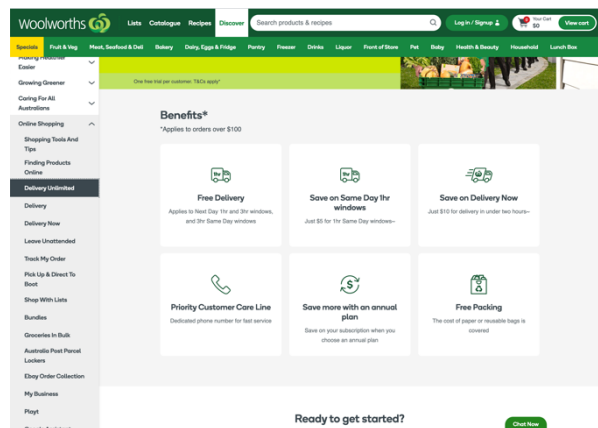 Woolworths
Lists
Catalogue
Recipes
Discover
Search products & recipes
Log in / Signup
Your Cart
$0
View cart
Specials
Fruit & Veg
Meat, Seafood & Deli
Bakery
Dairy, Eggs & Fridge
Pantry
Freezer
Drinks
Liquor
Front of Store
Pet
Baby
Health & Beauty
Household
Lunch Box
Making Healthier
Easier
Growing Greener
Caring For All
Australians
Online Shopping
Shopping Tools And
Tips
Finding Products
Online
Delivery Unlimited
Delivery
Delivery Now
Leave Unattended
Track My Order
Pick Up & Direct To
Boot
Shop With Lists
Bundles
Groceries In Bulk
Australia Post Parcel
Lockers
Ebay Order Collection
My Business
Playt
One free trial per customer. T&Cs apply*
Benefits*
*Applies to orders over $100
1hr
Free Delivery
Applies to Next Day 1hr and 3hr windows,
and 3hr Same Day windows
1hr
Save on Same Day 1hr
windows
Just $5 for 1hr Same Day windows~
Save on Delivery Now
Just $10 for delivery in under two hours~
Priority Customer Care Line
Dedicated phone number for fast service
$
Save more with an annual
plan
Save on your subscription when you
choose an annual plan
Free Packing
The cost of paper or reusable bags is
covered
Ready to get started?
Chat Now